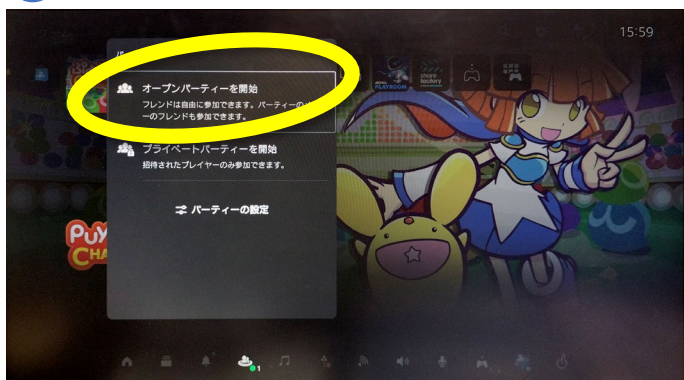 15:59
オープンパーティーを開始
フレンドは自由に参加できます。パーティーのメ
ーのフレンドも参加できます。
プライベートパーティーを開始
招待されたプレイヤーのみ参加できます。
パーティーの設定
PLAYROOM
share
factory
PUY
CHA
1